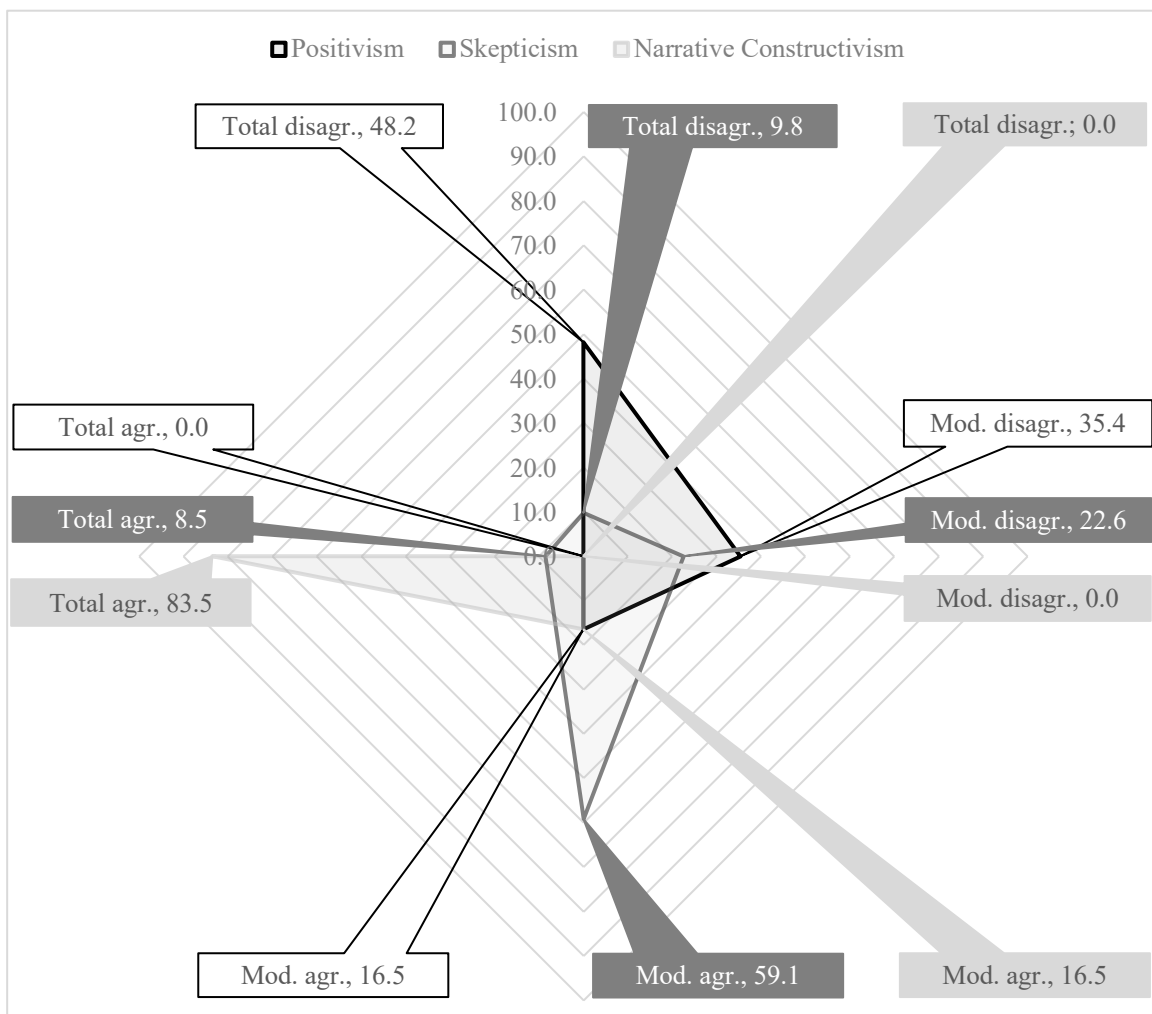 Positivism Skepticism Narrative Constructivism
Total disagr., 48.2
Total disagr., 9.8
Total disagr.; 0.0
100.0
90.0
80.0
70.0
60.0
50.0
40.0
30.0
20.0
10.0
0.0
Total agr., 0.0
Mod. disagr., 35.4
Total agr., 8.5
Mod. disagr., 22.6
Total agr., 83.5
Mod. disagr., 0.0
Mod. agr., 16.5
Mod. agr., 59.1
Mod. agr., 16.5